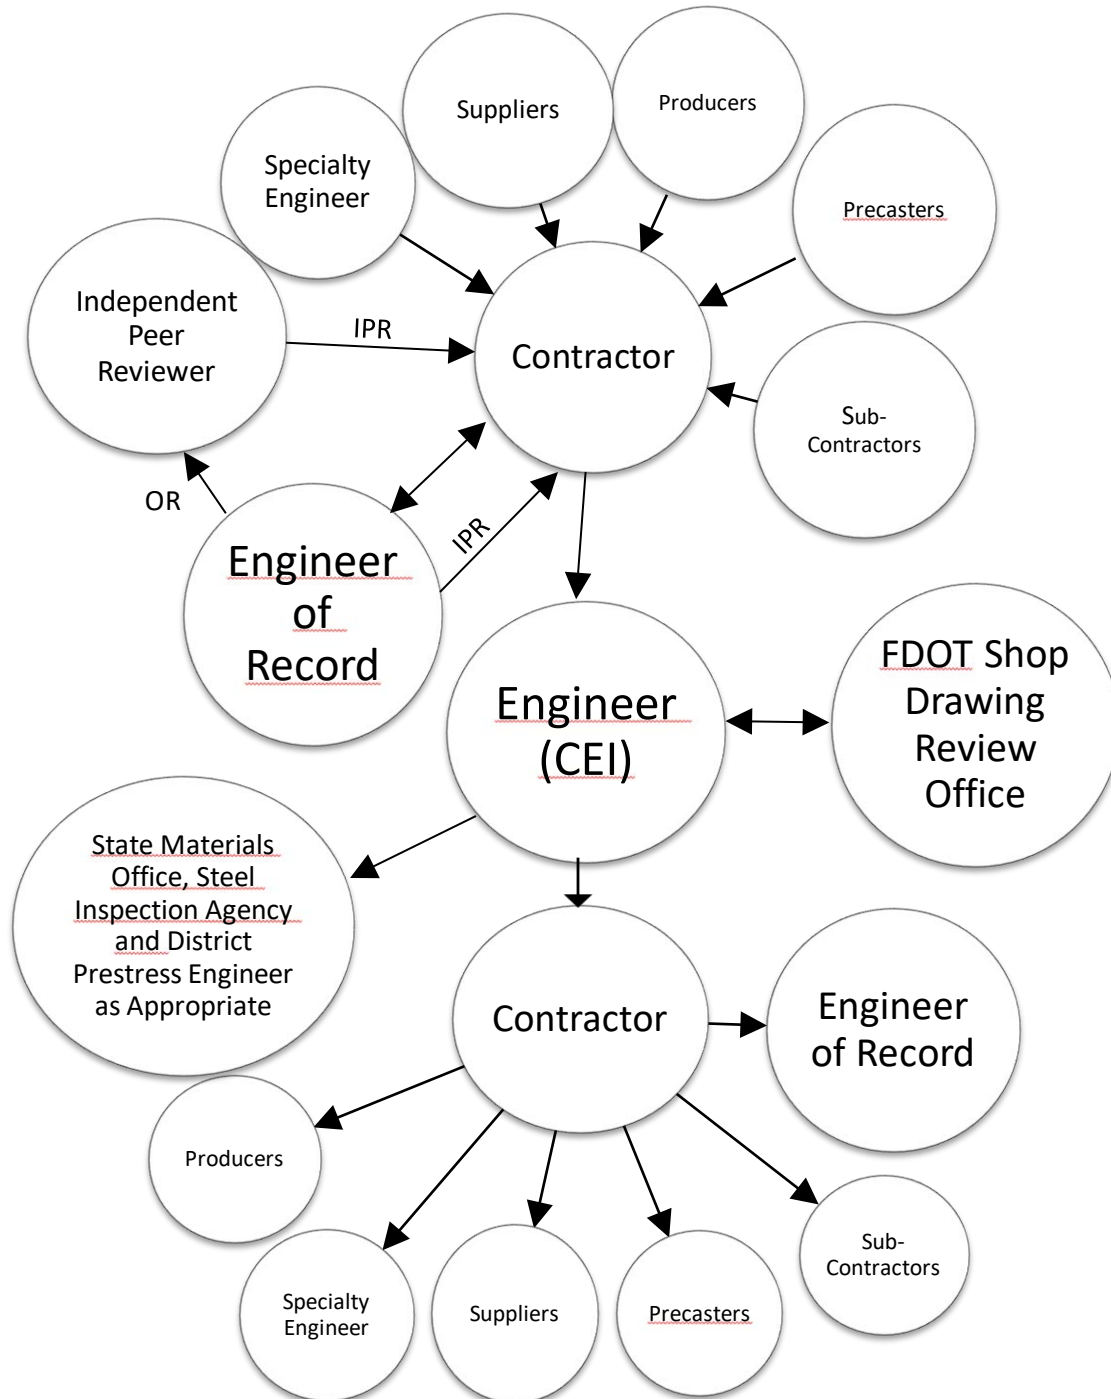 Suppliers
Producers
Specialty
Engineer
Precasters
Independent
Peer
Reviewer
IPR
Contractor
Sub-
Contractors
OR
IPR
Engineer
of
Record
Engineer
(CEI)
FDOT Shop
Drawing
Review
Office
State Materials
Office, Steel
Inspection Agency
and District
Prestress Engineer
as Appropriate
Contractor
Engineer
of Record
Producers
Specialty
Engineer
Suppliers
Precasters
Sub-
Contractors